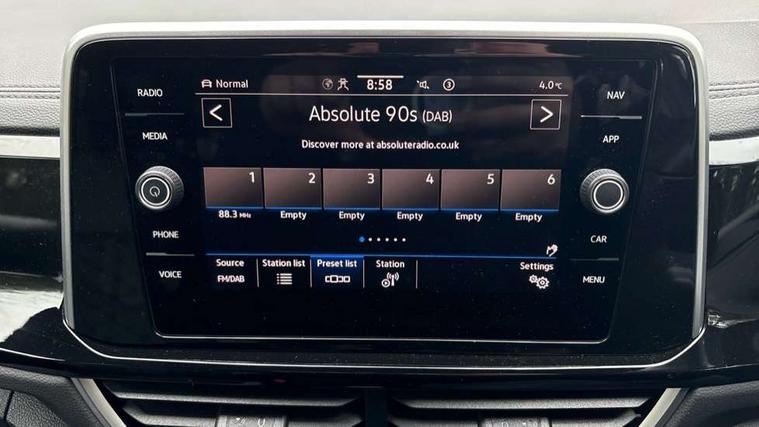 RADIO
MEDIA
PHONE
VOICE
Normal
8:58
3
4.0 °C
Absolute 90s (DAB)
Discover more at absoluteradio.co.uk
1 2 3 4 5 6
88.3 MHz Empty Empty Empty Empty Empty
Source Station list Preset list Station Settings
FM/DAB
NAV
APP
CAR
MENU